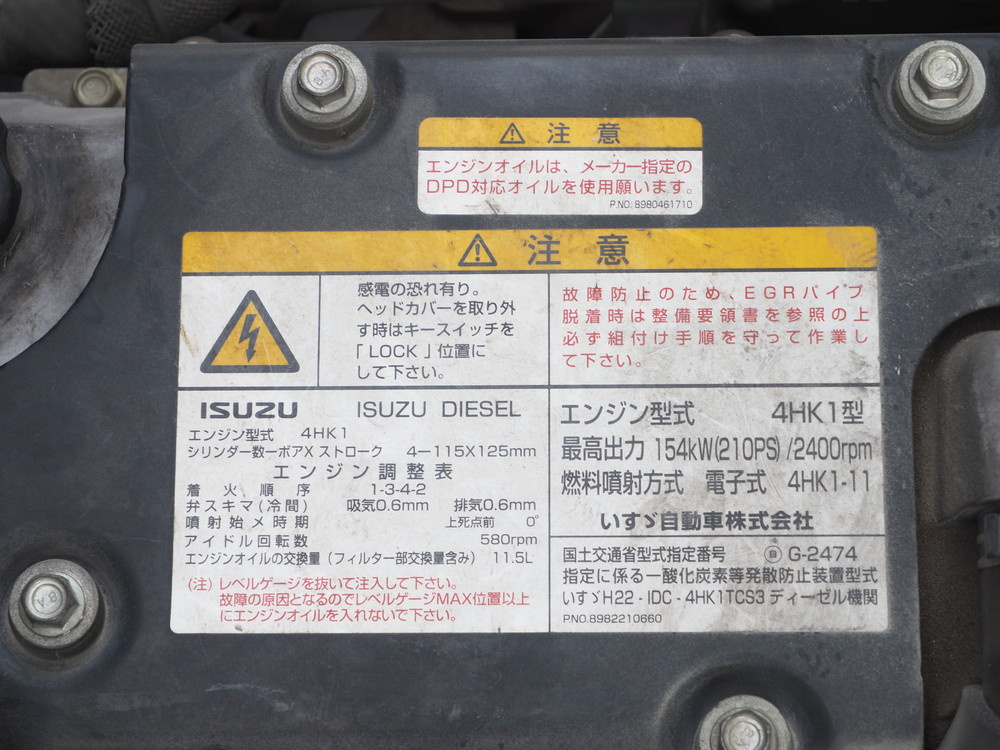 注意
エンジンオイルは、メーカー指定の
DPD対応オイルを使用願います。
P.NO. 8980461710
注意
感電の恐れ有り。
ヘッドカバーを取り外
す時はキースイッチを
「LOCK」位置に
して下さい。
故障防止のため、EGRパイプ
脱着時は整備要領書を参照の上
必ず組付け手順を守って作業し
て下さい。
ISUZU ISUZU DIESEL
エンジン型式 4HK1
シリンダー数ーボアX ストローク 4ー115X125mm
エンジン調整表
着火順序 1-3-4-2
弁スキマ(冷間) 吸気0.6mm 排気0.6mm
噴射始メ時期 上死点前 0°
アイドル回転数 580rpm
エンジンオイルの交換量(フィルター部交換量含み) 11.5L
(注)レベルゲージを抜いて注入して下さい。
故障の原因となるのでレベルゲージMAX位置以上
にエンジンオイルを入れないで下さい。
エンジン型式 4HK1型
最高出力 154kW(210PS)/2400rpm
燃料噴射方式 電子式 4HK1-11
いすゞ自動車株式会社
国土交通省型式指定番号 ㊐ G-2474
指定に係る一酸化炭素等発散防止装置型式
いすゞH22-IDC-4HK1TCS3 ディーゼル機関
P.NO.8982210660